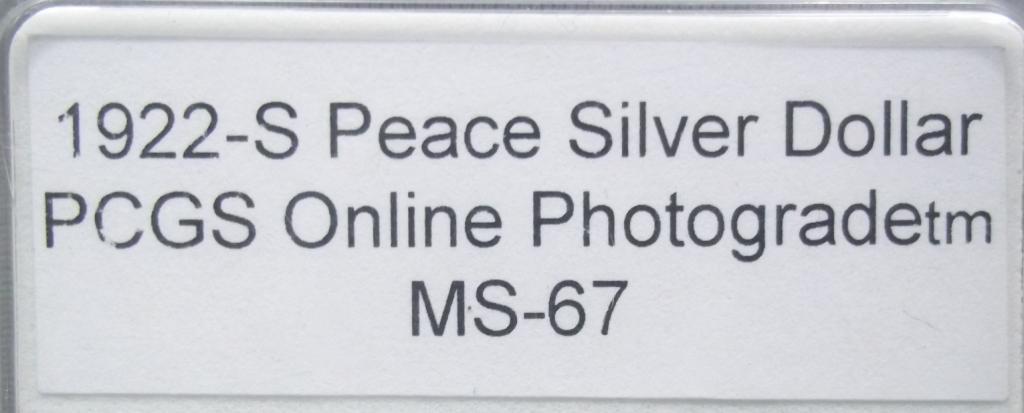 1922-S Peace Silver Dollar
PCGS Online Photogradetm
MS-67